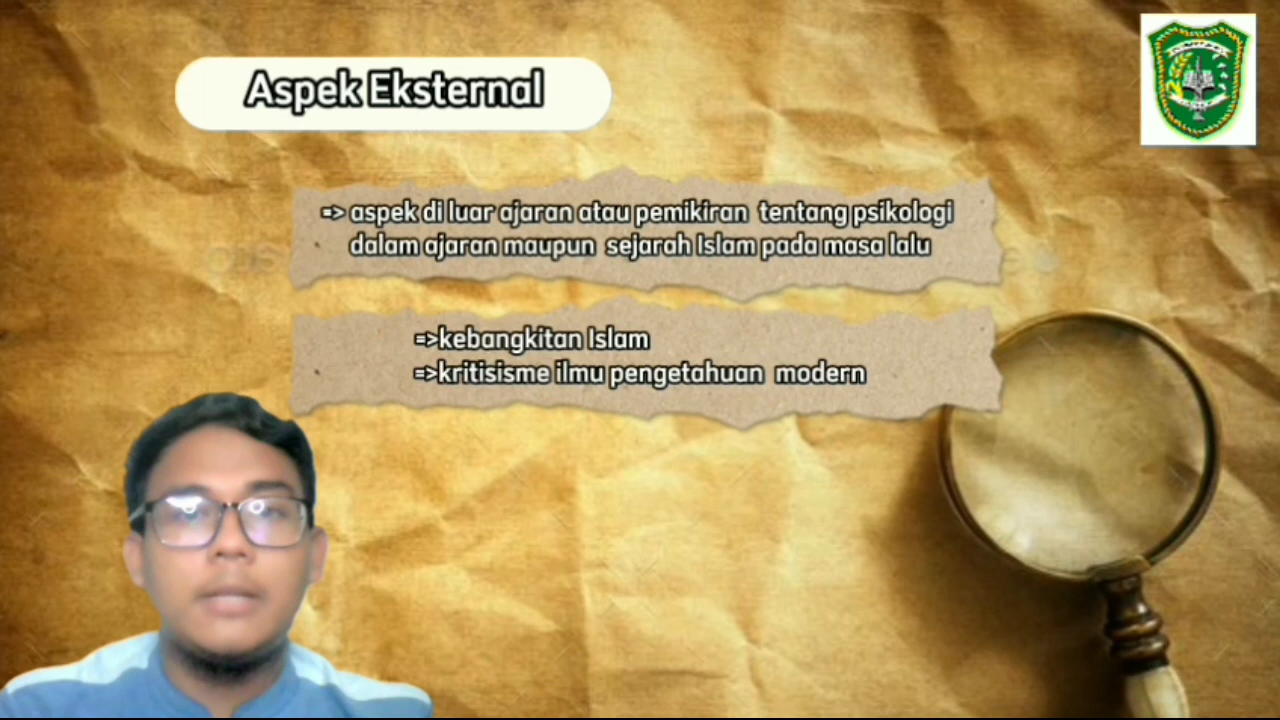 Aspek Eksternal
=> aspek di luar ajaran atau pemikiran tentang psikologi
dalam ajaran maupun sejarah Islam pada masa lalu
=>kebangkitan Islam
=>kritisisme ilmu pengetahuan modern